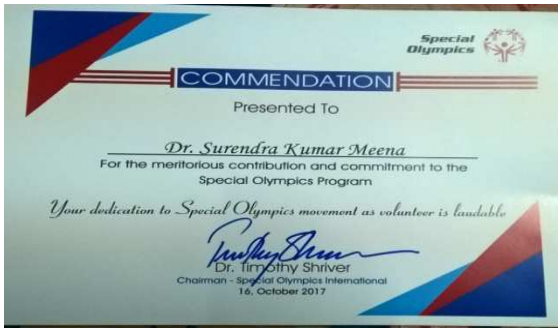 Special
Olympics
COMMENDATION
Presented To
Dr. Surendra Kumar Meena
For the meritorious contribution and commitment to the
Special Olympics Program
Your dedication to Special Olympics movement as volunteer is laudable
Dr. Timothy Shriver
Chairman - Special Olympics International
16, October 2017